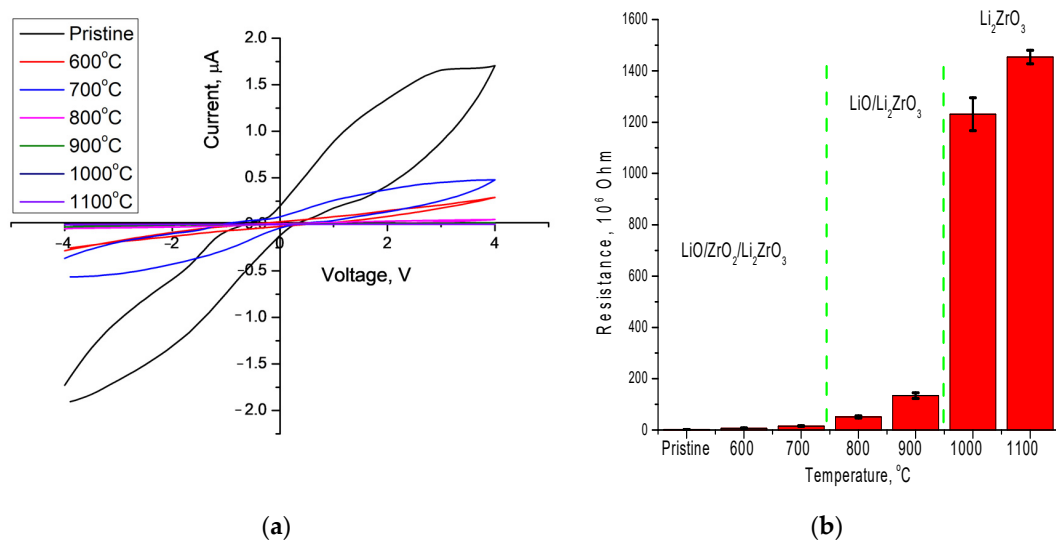 Pristine
600°C
700°C
800°C
900°C
1000°C
1100°C
Current, μA
2.0
1.5
1.0
0.5
0.0
−0.5
−1.0
−1.5
−2.0
−4
−2
0
2
4
Voltage, V
(a)
Resistance, 10⁶ Ohm
1600
1400
1200
1000
800
600
400
200
0
LiO/ZrO₂/Li₂ZrO₃
LiO/Li₂ZrO₃
Li₂ZrO₃
Pristine 600 700 800 900 1000 1100
Temperature, °C
(b)